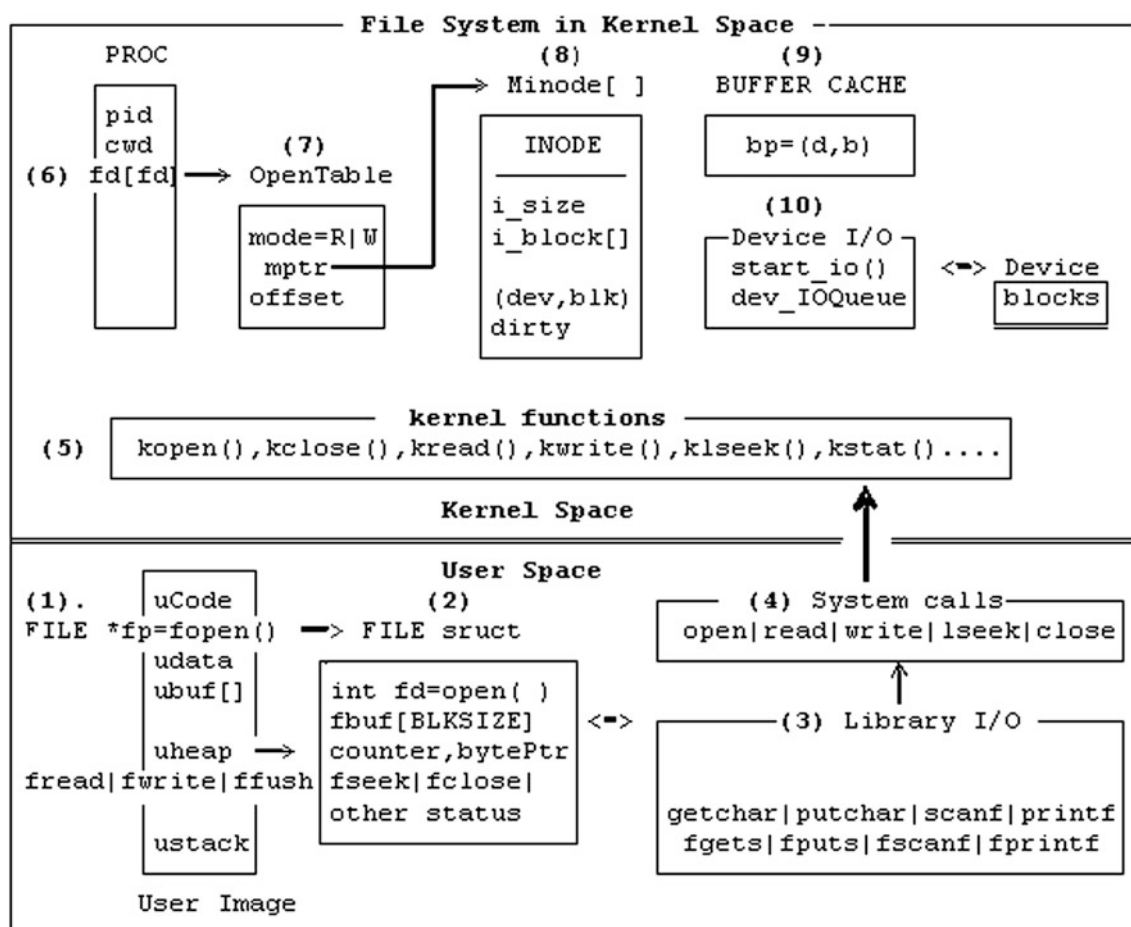 File System in Kernel Space
PROC
(8)
(9)
Minode[ ]
BUFFER CACHE
pid
cwd
(7)
INODE
bp=(d,b)
(6) fd[fd]
OpenTable
i_size
(10)
mode=R|W
i_block[]
Device I/O
mptr
start_io()
<=> Device
offset
(dev,blk)
dev_IOQueue
blocks
dirty
kernel functions
(5) kopen(),kclose(),kread(),kwrite(),klseek(),kstat()....
Kernel Space
User Space
(1). uCode
(2)
(4) System calls
FILE *fp=fopen()
FILE sruct
open|read|write|lseek|close
udata
ubuf[]
int fd=open( )
fbuf[BLKSIZE]
<=>
(3) Library I/O
uheap
counter,bytePtr
fread|fwrite|ffush
fseek|fclose|
other status
getchar|putchar|scanf|printf
ustack
fgets|fputs|fscanf|fprintf
User Image